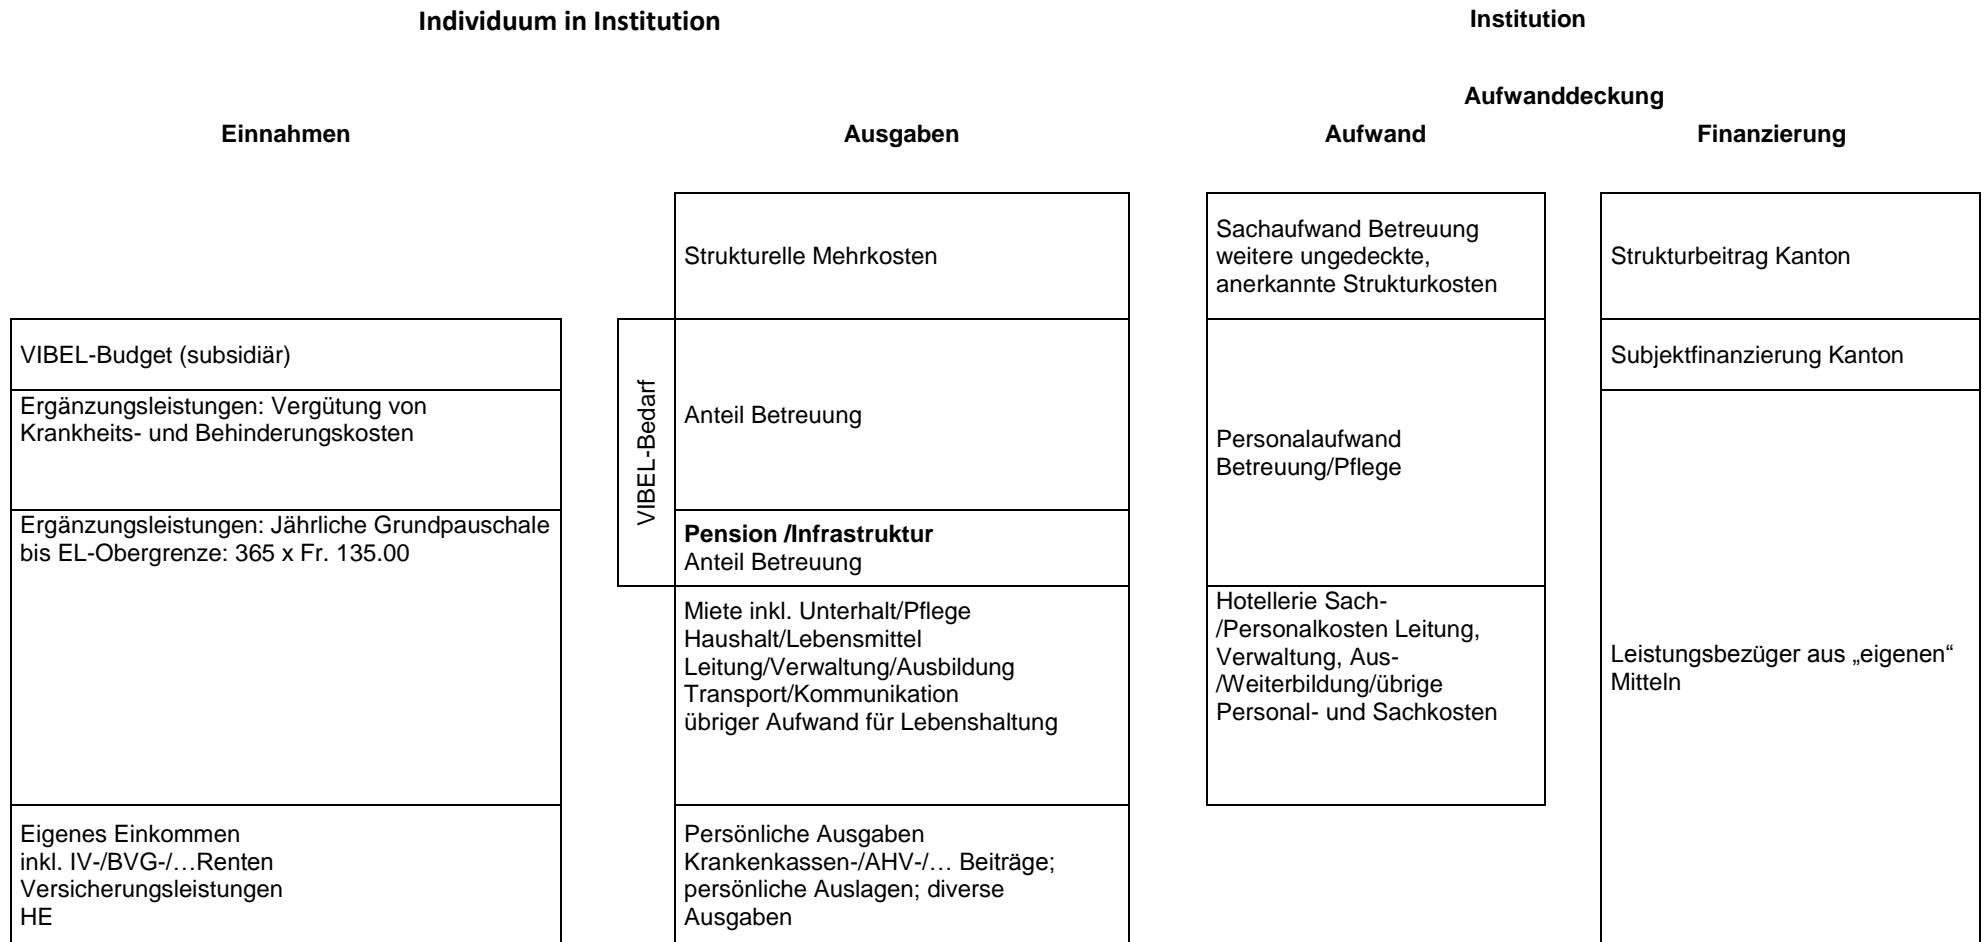 Individuum in Institution
Institution
Aufwanddeckung
Einnahmen
Ausgaben
Aufwand
Finanzierung
VIBEL-Budget (subsidiär)
Ergänzungsleistungen: Vergütung von
Krankheits- und Behinderungskosten
Ergänzungsleistungen: Jährliche Grundpauschale
bis EL-Obergrenze: 365 x Fr. 135.00
Eigenes Einkommen
inkl. IV-/BVG-/…Renten
Versicherungsleistungen
HE
VIBEL-Bedarf
Strukturelle Mehrkosten
Anteil Betreuung
Pension /Infrastruktur
Anteil Betreuung
Miete inkl. Unterhalt/Pflege
Haushalt/Lebensmittel
Leitung/Verwaltung/Ausbildung
Transport/Kommunikation
übriger Aufwand für Lebenshaltung
Persönliche Ausgaben
Krankenkassen-/AHV-/… Beiträge;
persönliche Auslagen; diverse
Ausgaben
Sachaufwand Betreuung
weitere ungedeckte,
anerkannte Strukturkosten
Personalaufwand
Betreuung/Pflege
Hotellerie Sach-
/Personalkosten Leitung,
Verwaltung, Aus-
/Weiterbildung/übrige
Personal- und Sachkosten
Strukturbeitrag Kanton
Subjektfinanzierung Kanton
Leistungsbezüger aus „eigenen“
Mitteln